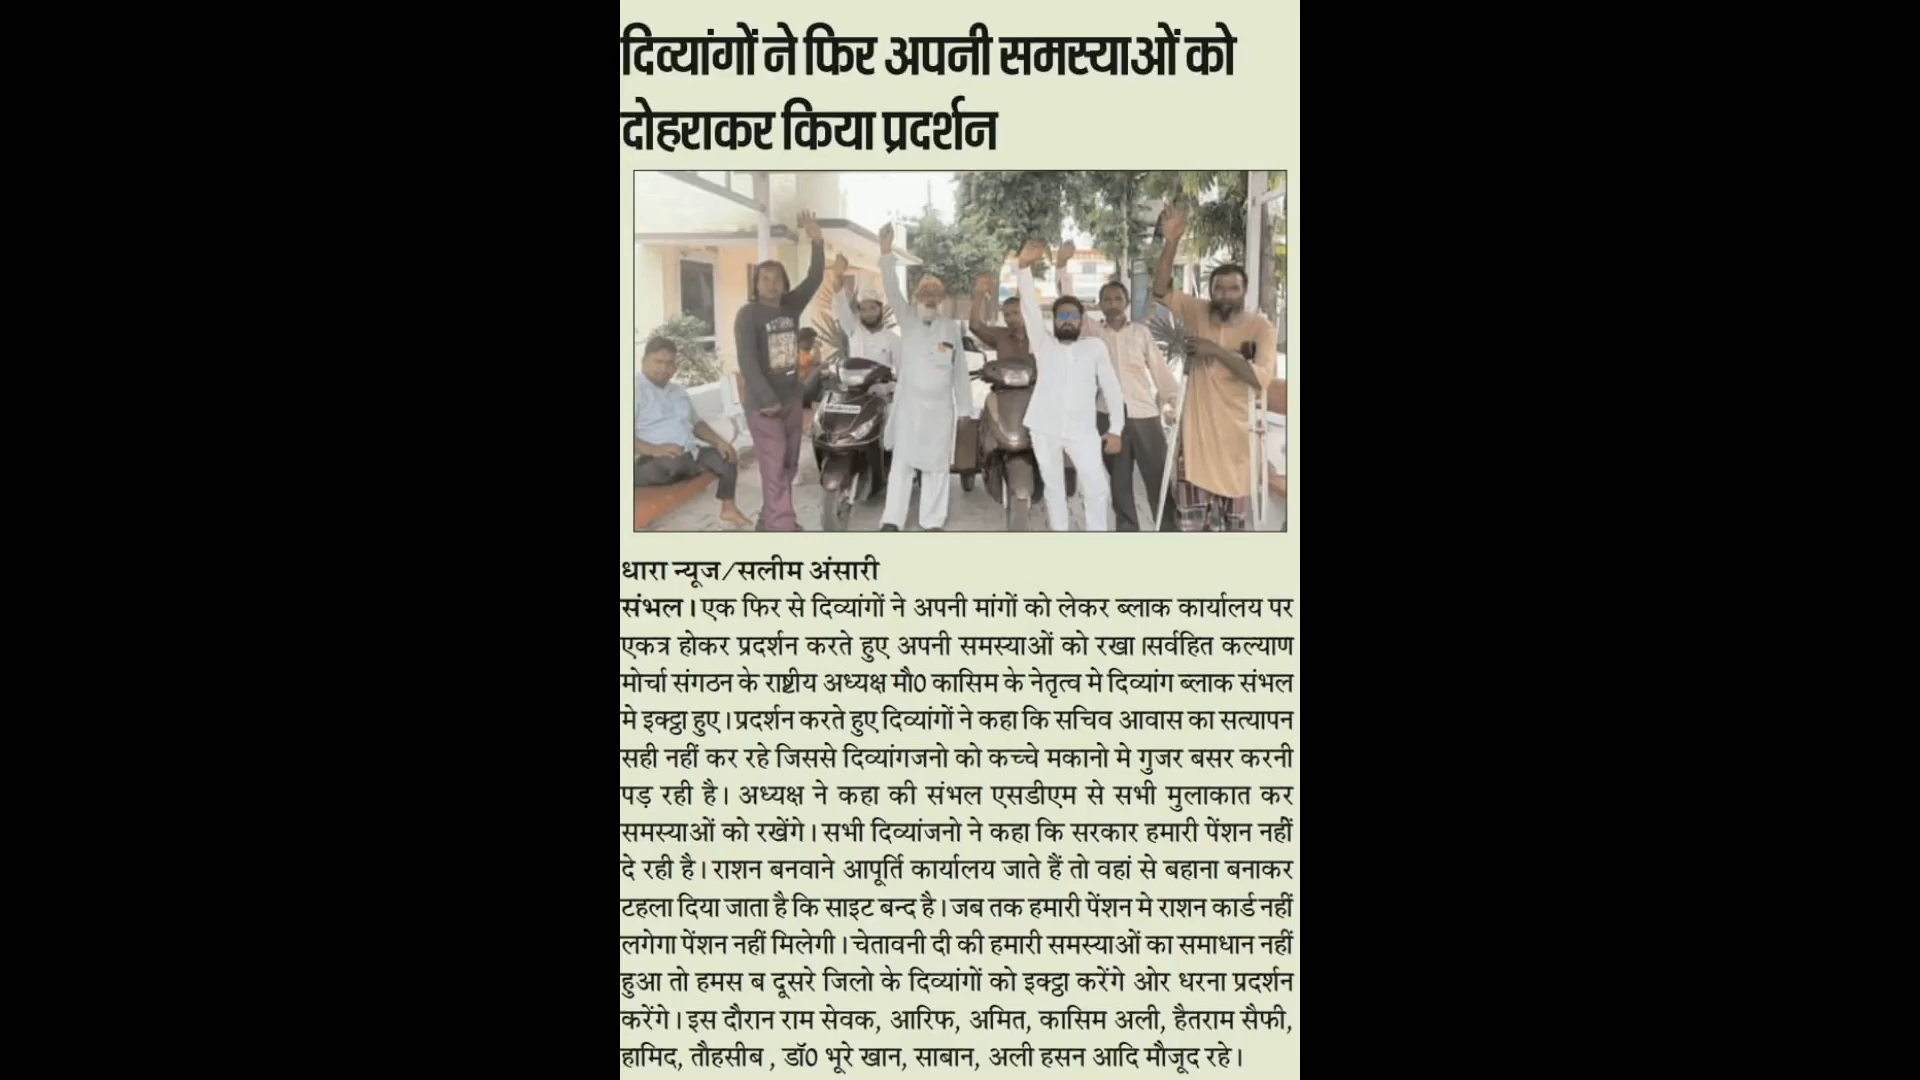 दिव्यांगों ने फिर अपनी समस्याओं को
दोहराकर किया प्रदर्शन
धारा न्यूज/सलीम अंसारी
संभल। एक फिर से दिव्यांगों ने अपनी मांगों को लेकर ब्लाक कार्यालय पर
एकत्र होकर प्रदर्शन करते हुए अपनी समस्याओं को रखा।सर्वहित कल्याण
मोर्चा संगठन के राष्ट्रीय अध्यक्ष मौ0 कासिम के नेतृत्व मे दिव्यांग ब्लाक संभल
मे इक्ट्ठा हुए। प्रदर्शन करते हुए दिव्यांगों ने कहा कि सचिव आवास का सत्यापन
सही नहीं कर रहे जिससे दिव्यांगजनो को कच्चे मकानो मे गुजर बसर करनी
पड़ रही है। अध्यक्ष ने कहा की संभल एसडीएम से सभी मुलाकात कर
समस्याओं को रखेंगे। सभी दिव्यांजनो ने कहा कि सरकार हमारी पेंशन नहीं
दे रही है। राशन बनवाने आपूर्ति कार्यालय जाते हैं तो वहां से बहाना बनाकर
टहला दिया जाता है कि साइट बन्द है। जब तक हमारी पेंशन मे राशन कार्ड नहीं
लगेगा पेंशन नहीं मिलेगी। चेतावनी दी की हमारी समस्याओं का समाधान नहीं
हुआ तो हमस ब दूसरे जिलो के दिव्यांगों को इक्ट्ठा करेंगे ओर धरना प्रदर्शन
करेंगे। इस दौरान राम सेवक, आरिफ, अमित, कासिम अली, हैतराम सैफी,
हामिद, तौहसीब , डॉ0 भूरे खान, साबान, अली हसन आदि मौजूद रहे।